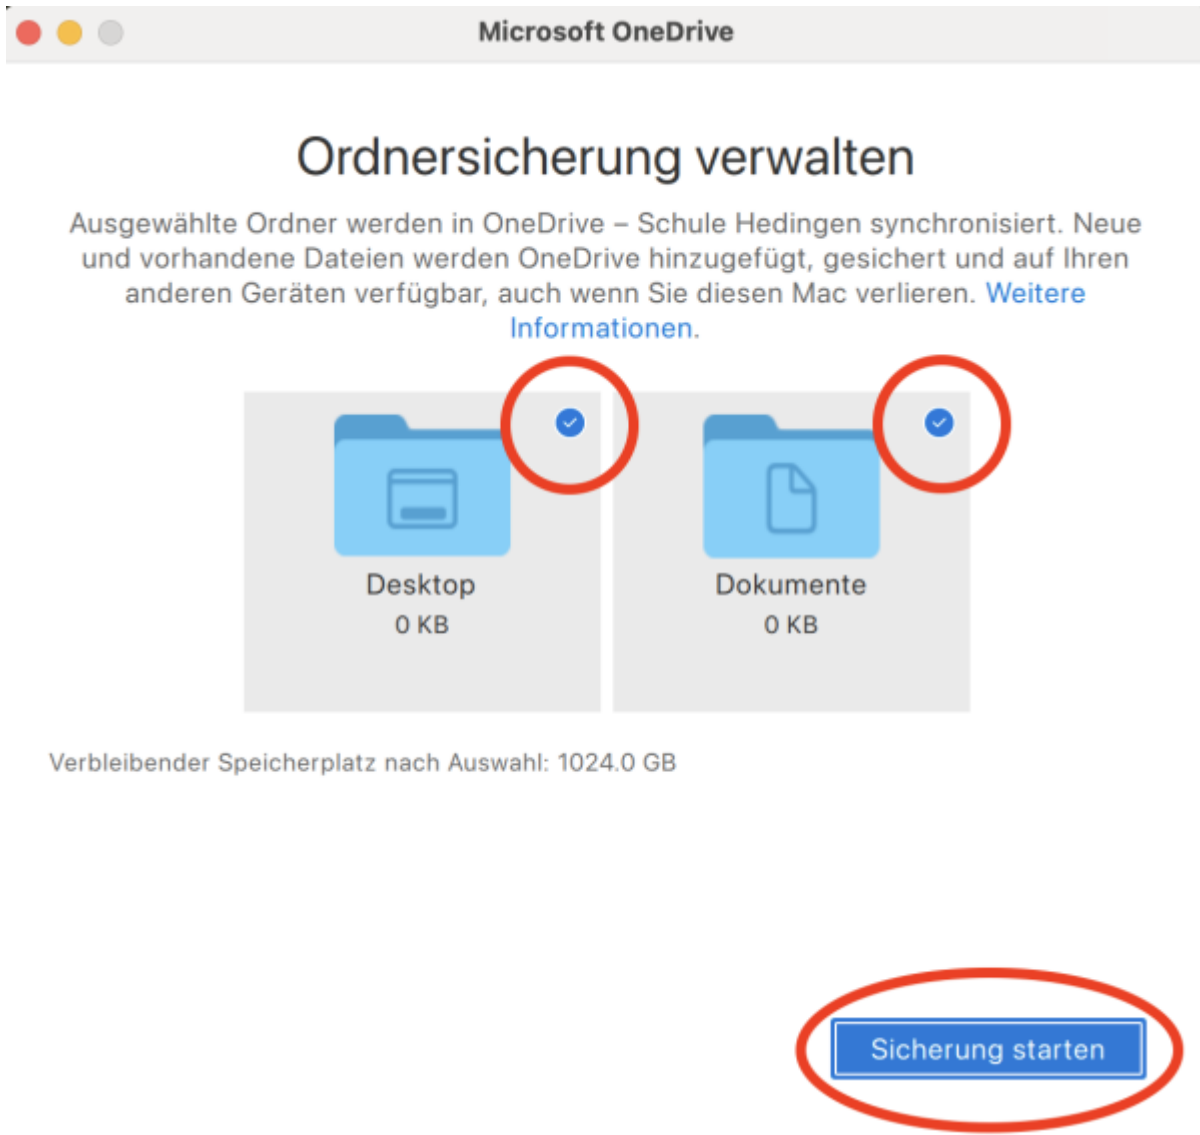 Microsoft OneDrive
Ordnersicherung verwalten
Ausgewählte Ordner werden in OneDrive – Schule Hedingen synchronisiert. Neue
und vorhandene Dateien werden OneDrive hinzugefügt, gesichert und auf Ihren
anderen Geräten verfügbar, auch wenn Sie diesen Mac verlieren. Weitere
Informationen.
Desktop
0 KB
Dokumente
0 KB
Verbleibender Speicherplatz nach Auswahl: 1024.0 GB
Sicherung starten